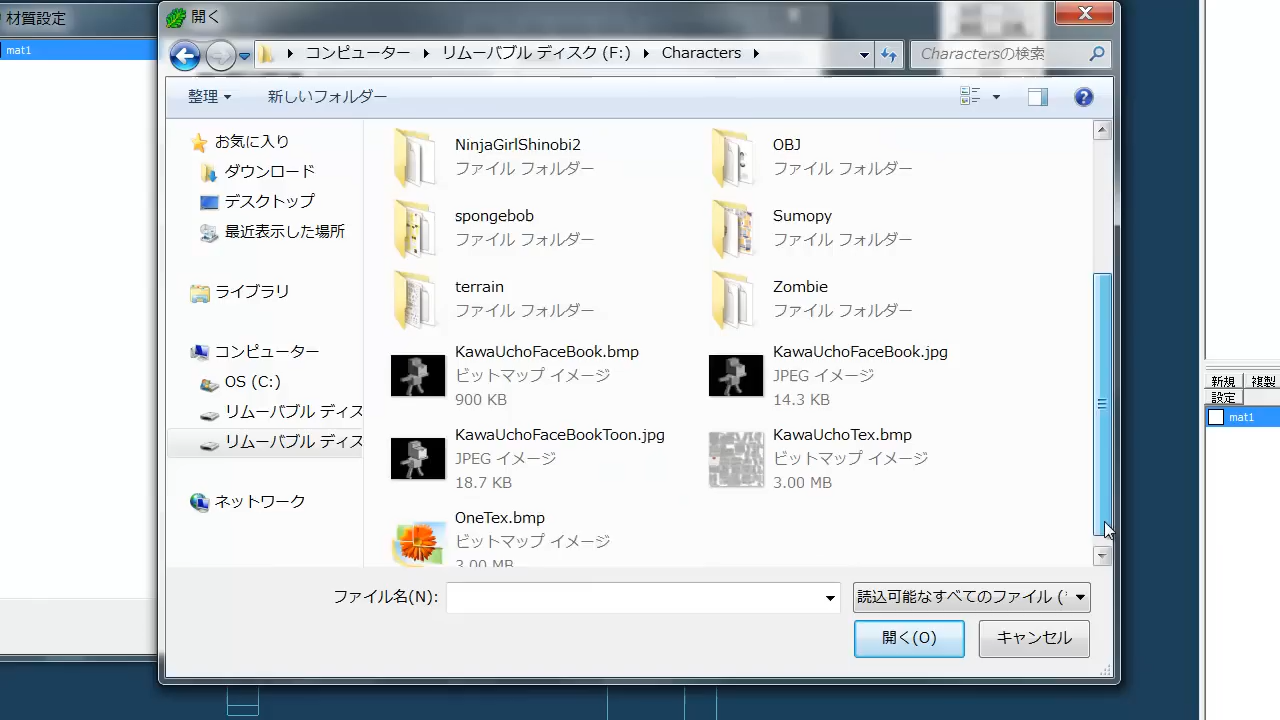 材質設定
mat1
開く
コンピューター
リムーバブル ディスク (F:)
Characters
Charactersの検索
整理
新しいフォルダー
お気に入り
ダウンロード
デスクトップ
最近表示した場所
ライブラリ
コンピューター
OS (C:)
リムーバブル ディス
リムーバブル ディス
ネットワーク
NinjaGirlShinobi2
ファイル フォルダー
OBJ
ファイル フォルダー
spongebob
ファイル フォルダー
Sumopy
ファイル フォルダー
terrain
ファイル フォルダー
Zombie
ファイル フォルダー
KawaUchoFaceBook.bmp
ビットマップ イメージ
900 KB
KawaUchoFaceBook.jpg
JPEG イメージ
14.3 KB
KawaUchoFaceBookToon.jpg
JPEG イメージ
18.7 KB
KawaUchoTex.bmp
ビットマップ イメージ
3.00 MB
OneTex.bmp
ビットマップ イメージ
3.00 MB
ファイル名(N):
読込可能なすべてのファイル (*
開く(O)
キャンセル
新規 複製
設定
mat1